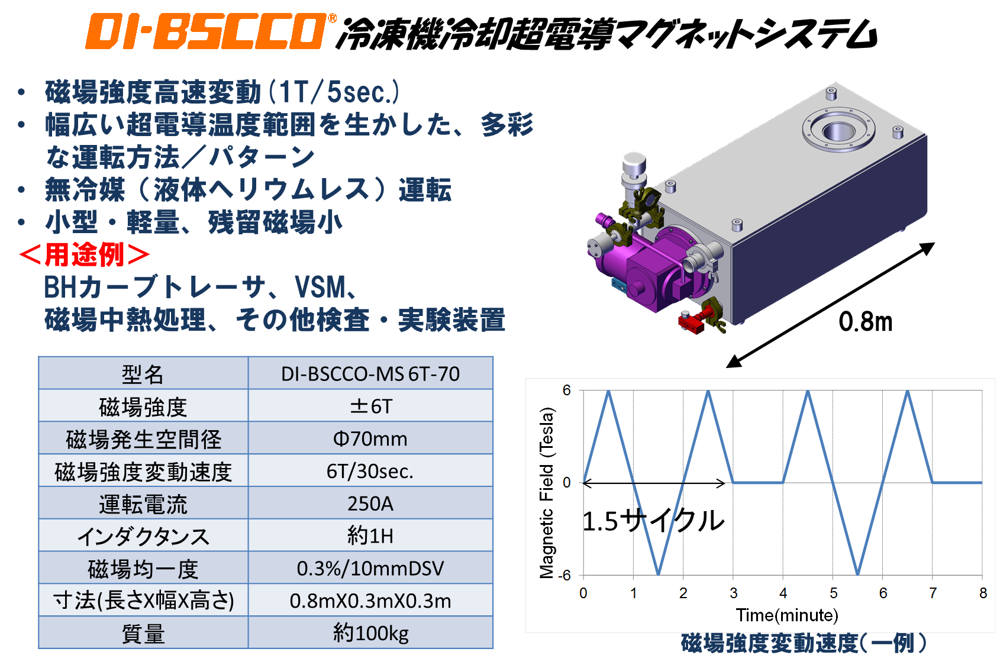 DI-BSCCO® 冷凍機冷却超電導マグネットシステム
• 磁場強度高速変動(1T/5sec.)
• 幅広い超電導温度範囲を生かした、多彩
な運転方法／パターン
• 無冷媒（液体ヘリウムレス）運転
• 小型・軽量、残留磁場小
＜用途例＞
BHカーブトレーサ、VSM、
磁場中熱処理、その他検査・実験装置
0.8m
型名 DI-BSCCO-MS 6T-70
磁場強度 ±6T
磁場発生空間径 Φ70mm
磁場強度変動速度 6T/30sec.
運転電流 250A
インダクタンス 約1H
磁場均一度 0.3%/10mmDSV
寸法(長さX幅X高さ) 0.8mX0.3mX0.3m
質量 約100kg
Magnetic Field (Tesla)
6
0
-6
1.5サイクル
0 1 2 3 4 5 6 7 8
Time(minute)
磁場強度変動速度（一例）